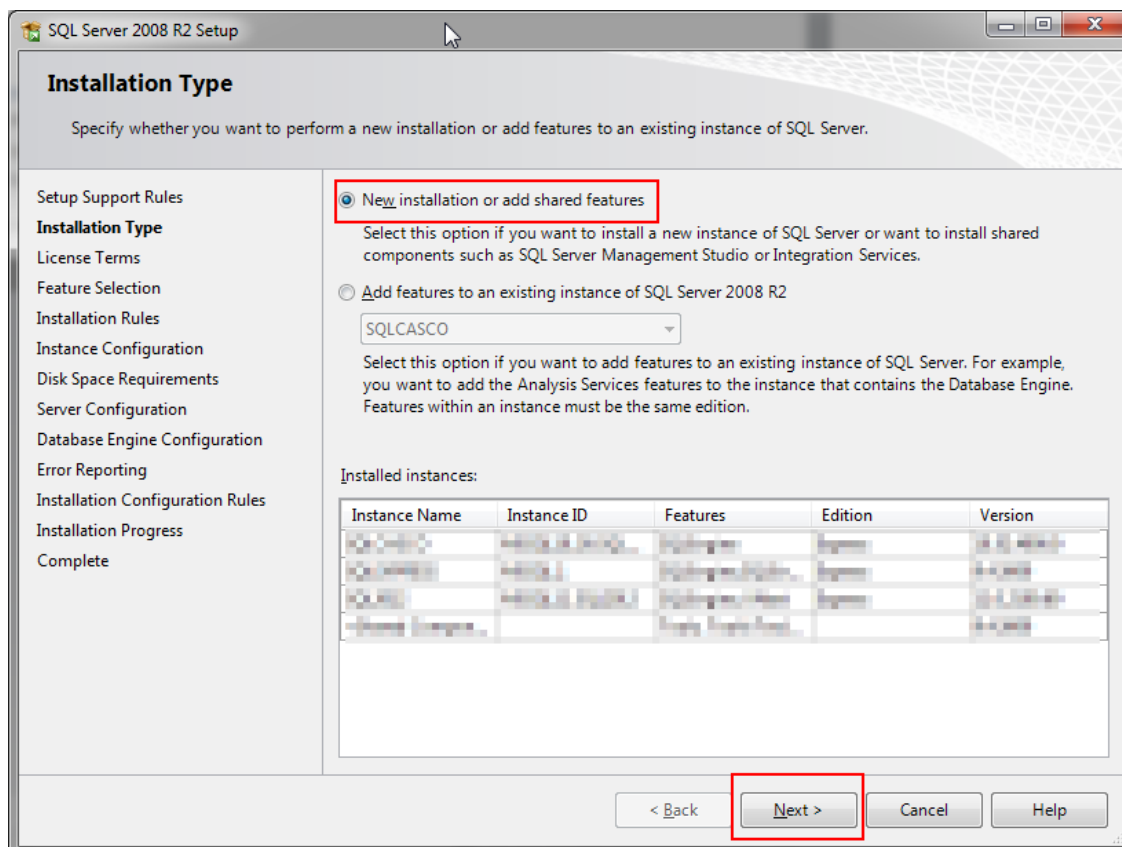 SQL Server 2008 R2 Setup
Installation Type
Specify whether you want to perform a new installation or add features to an existing instance of SQL Server.
Setup Support Rules
Installation Type
License Terms
Feature Selection
Installation Rules
Instance Configuration
Disk Space Requirements
Server Configuration
Database Engine Configuration
Error Reporting
Installation Configuration Rules
Installation Progress
Complete
New installation or add shared features
Select this option if you want to install a new instance of SQL Server or want to install shared
components such as SQL Server Management Studio or Integration Services.
Add features to an existing instance of SQL Server 2008 R2
SQLCASCO
Select this option if you want to add features to an existing instance of SQL Server. For example,
you want to add the Analysis Services features to the instance that contains the Database Engine.
Features within an instance must be the same edition.
Installed instances:
Instance Name Instance ID Features Edition Version
< Back Next > Cancel Help